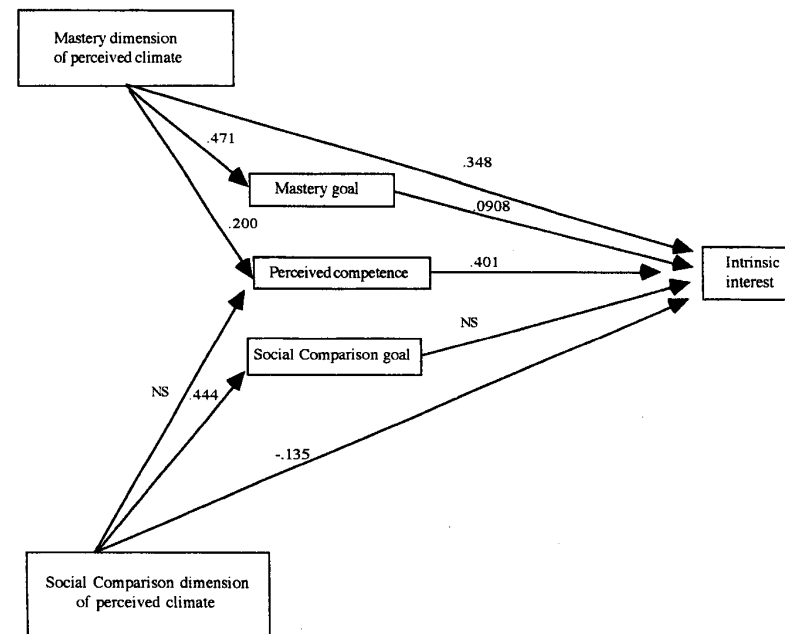 Mastery dimension
of perceived climate
.471
.348
Mastery goal
.0908
.200
Perceived competence
.401
Intrinsic
interest
NS
Social Comparison goal
NS
.444
-.135
Social Comparison dimension
of perceived climate